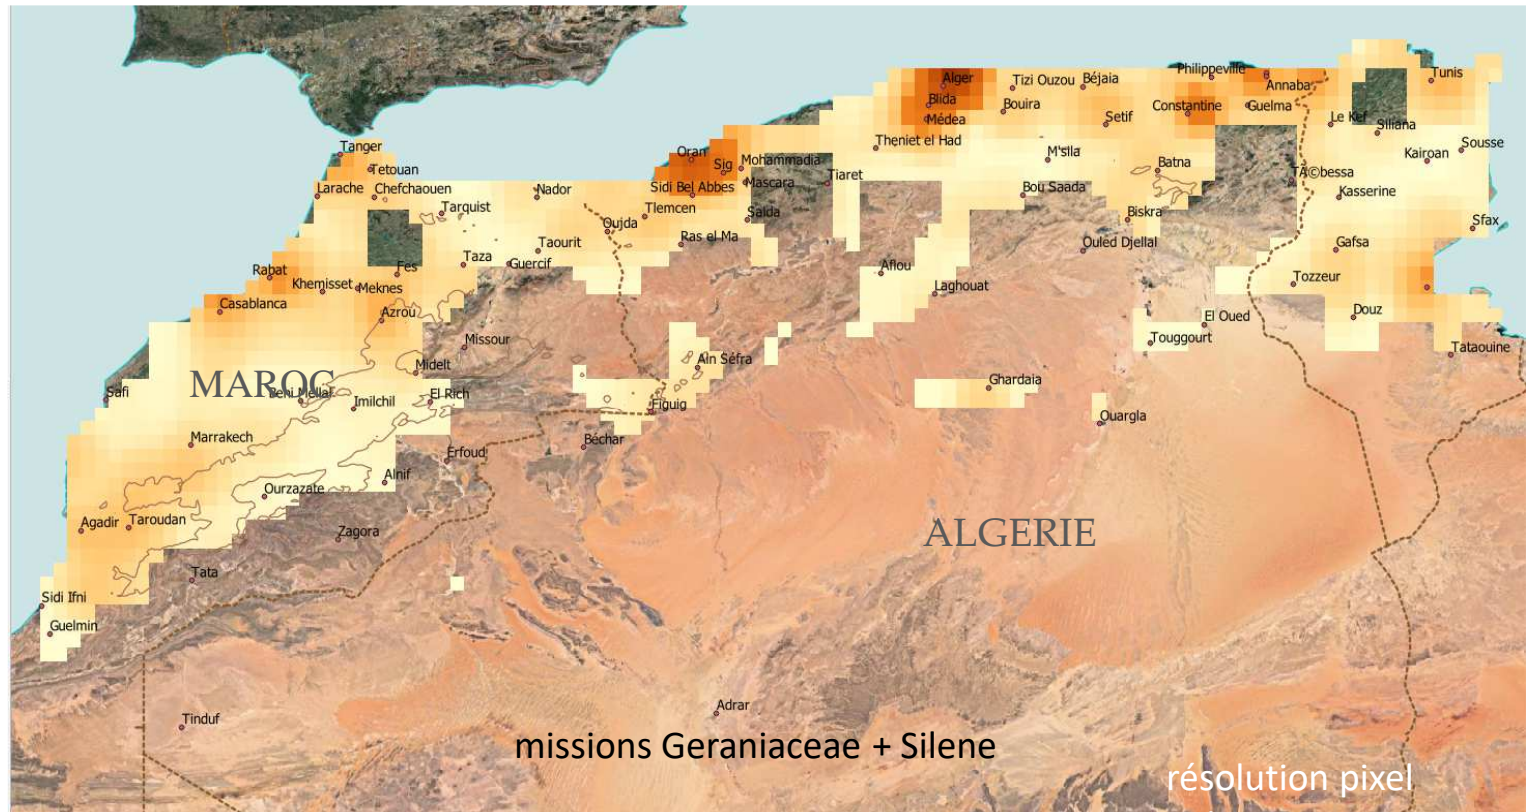 Alger
Tizi Ouzou
Béjaia
Philippeville
Annaba
Tunis
Blida
Bouira
Constantine
Guelma
Médea
Setif
Le Kef
Siliana
Theniet el Had
Tanger
Oran
Sig
Mohammadia
M'sila
Batna
Kairoan
Sousse
Tetouan
Larache
Chefchaouen
Nador
Sidi Bel Abbes
Mascara
Tiaret
Bou Saada
TÃ©bessa
Kasserine
Tarquist
Tlemcen
Saida
Biskra
Sfax
Oujda
Ras el Ma
Ouled Djellal
Gafsa
Taourit
Taza
Guercif
Fes
Rabat
Khemisset
Meknes
Aflou
Laghouat
Tozzeur
Casablanca
Azrou
Douz
El Oued
Touggourt
Tataouine
Missour
Midelt
Ain Séfra
MAROC
Safi
Beni Mellal
Imilchil
El Rich
Figuig
Ghardaia
Ouargla
Marrakech
Béchar
Erfoud
Alnif
Ourzazate
Agadir
Taroudan
Zagora
ALGERIE
Tata
Sidi Ifni
Guelmin
Tinduf
Adrar
missions Geraniaceae + Silene
résolution pixel